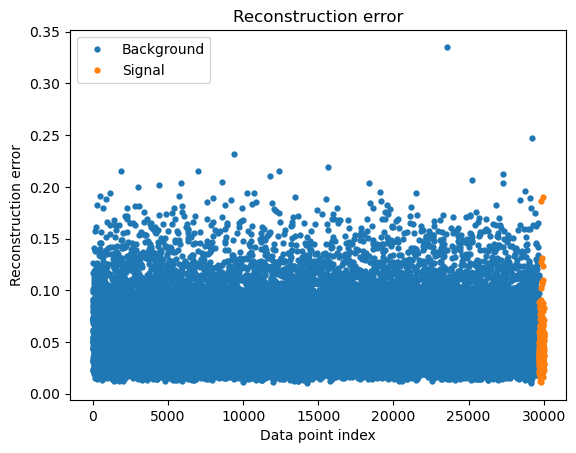 Reconstruction error
0.35
0.30
0.25
0.20
0.15
0.10
0.05
0.00
Reconstruction error
Background
Signal
0 5000 10000 15000 20000 25000 30000
Data point index